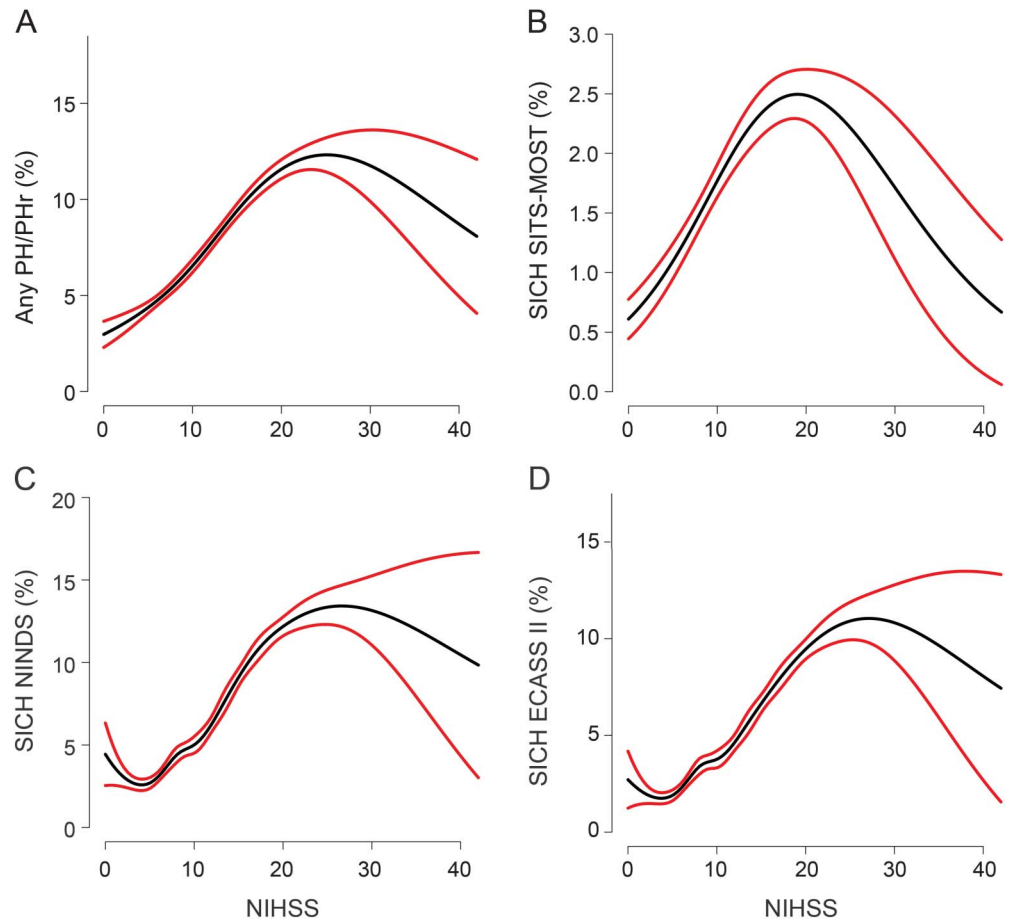 A
Any PH/PHr (%)
15
10
5
0
0 10 20 30 40
B
SICH SITS-MOST (%)
3.0
2.5
2.0
1.5
1.0
0.5
0.0
0 10 20 30 40
C
SICH NINDS (%)
20
15
10
5
0
0 10 20 30 40
NIHSS
D
SICH ECASS II (%)
15
10
5
0
0 10 20 30 40
NIHSS